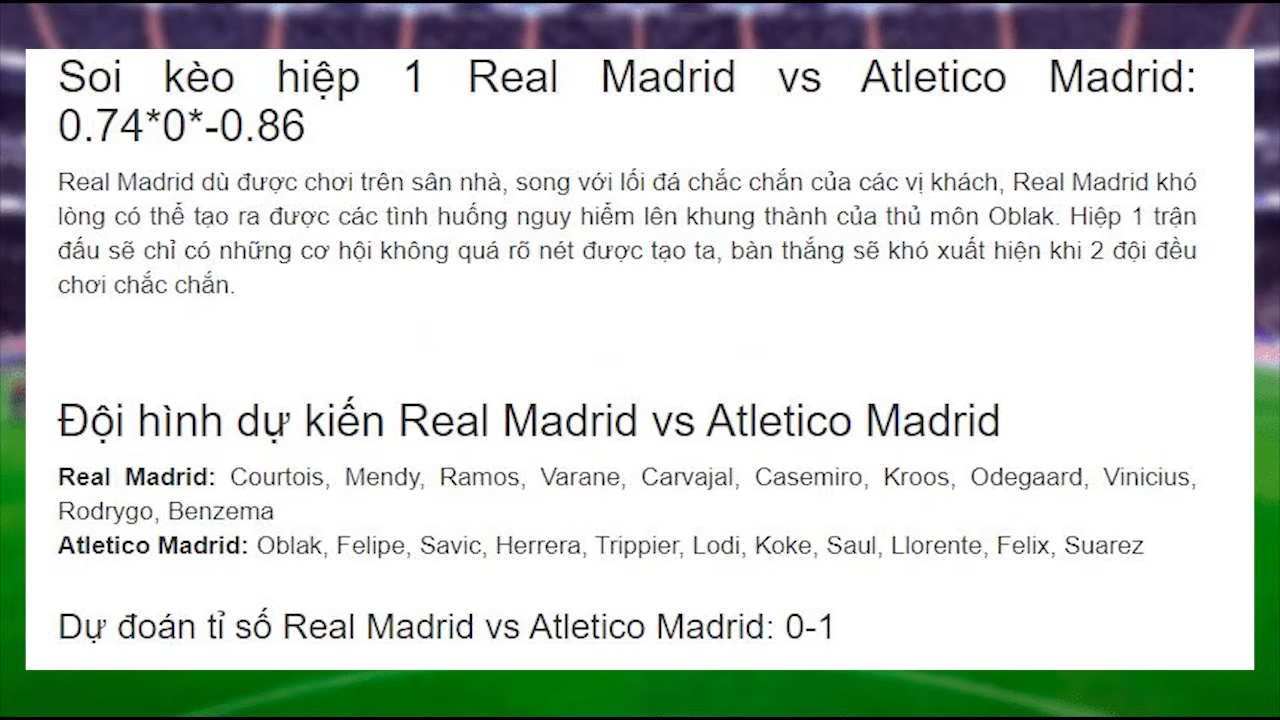 Soi kèo hiệp 1 Real Madrid vs Atletico Madrid:
0.74*0*-0.86
Real Madrid dù được chơi trên sân nhà, song với lối đá chắc chắn của các vị khách, Real Madrid khó
lòng có thể tạo ra được các tình huống nguy hiểm lên khung thành của thủ môn Oblak. Hiệp 1 trận
đấu sẽ chỉ có những cơ hội không quá rõ nét được tạo ta, bàn thắng sẽ khó xuất hiện khi 2 đội đều
chơi chắc chắn.
Đội hình dự kiến Real Madrid vs Atletico Madrid
Real Madrid: Courtois, Mendy, Ramos, Varane, Carvajal, Casemiro, Kroos, Odegaard, Vinicius,
Rodrygo, Benzema
Atletico Madrid: Oblak, Felipe, Savic, Herrera, Trippier, Lodi, Koke, Saul, Llorente, Felix, Suarez
Dự đoán tỉ số Real Madrid vs Atletico Madrid: 0-1